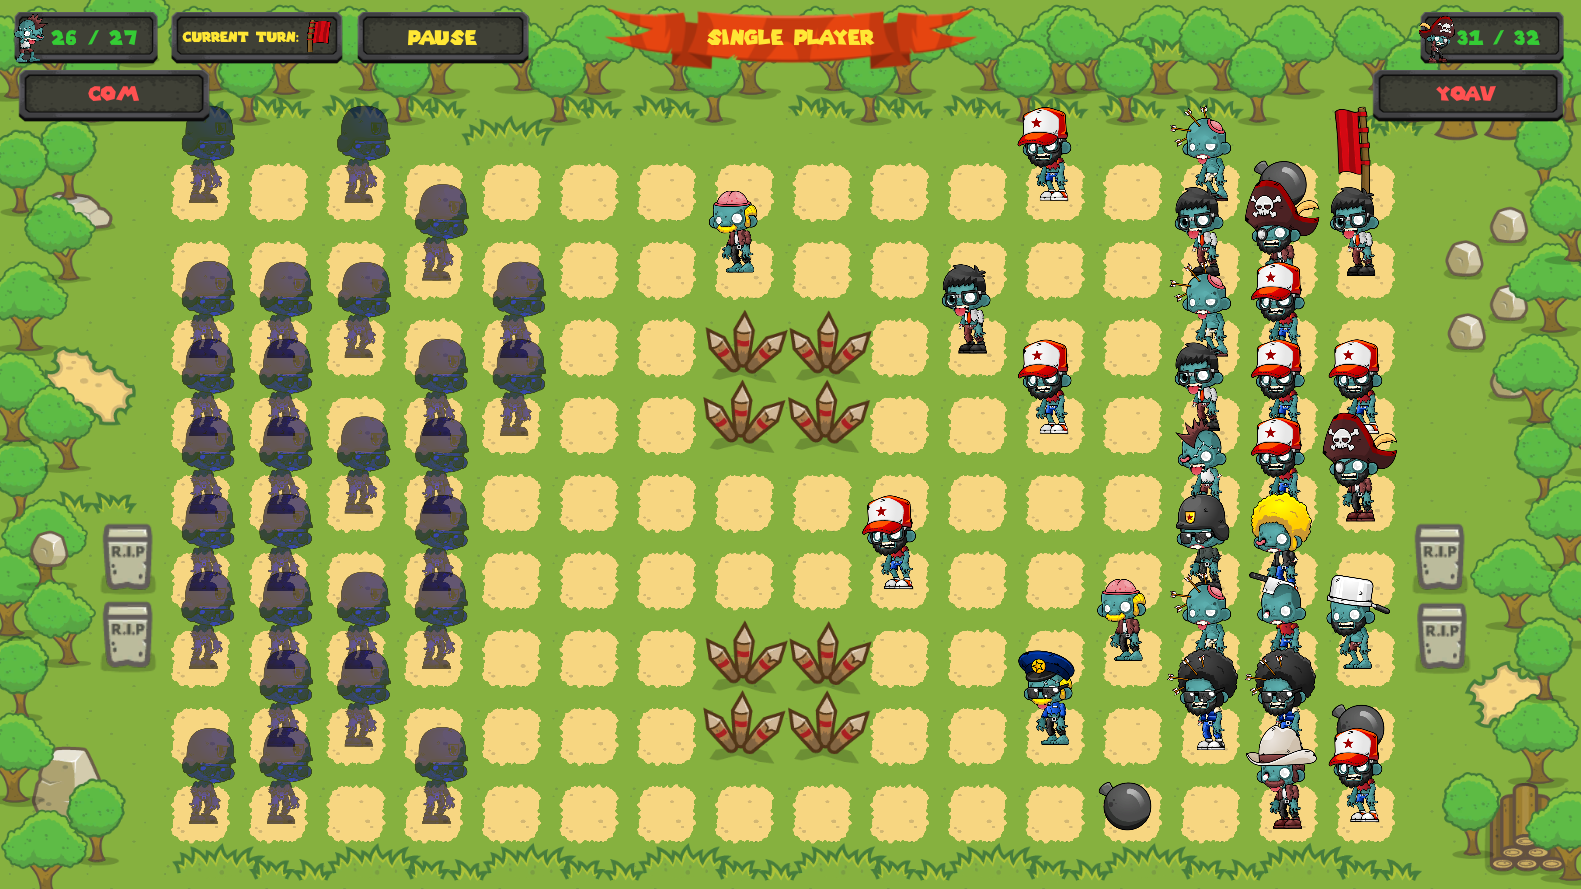 26 / 27
CURRENT TURN:
PAUSE
SINGLE PLAYER
31 / 32
COM
YOAV
R.I.P
R.I.P
R.I.P
R.I.P